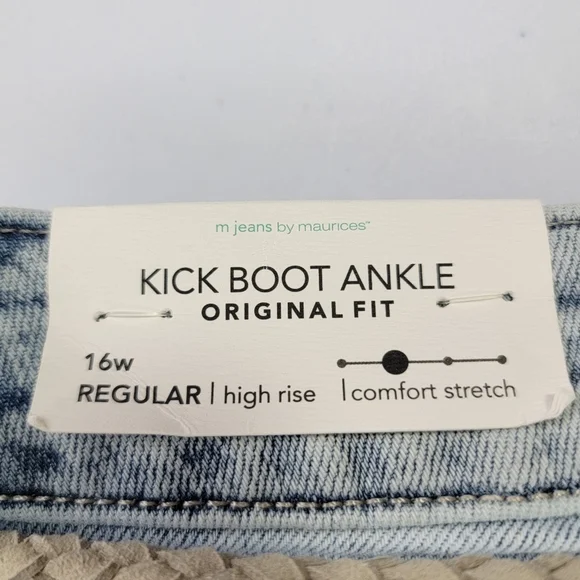 m jeans by maurices™
KICK BOOT ANKLE
ORIGINAL FIT
16w
REGULAR | high rise
| comfort stretch